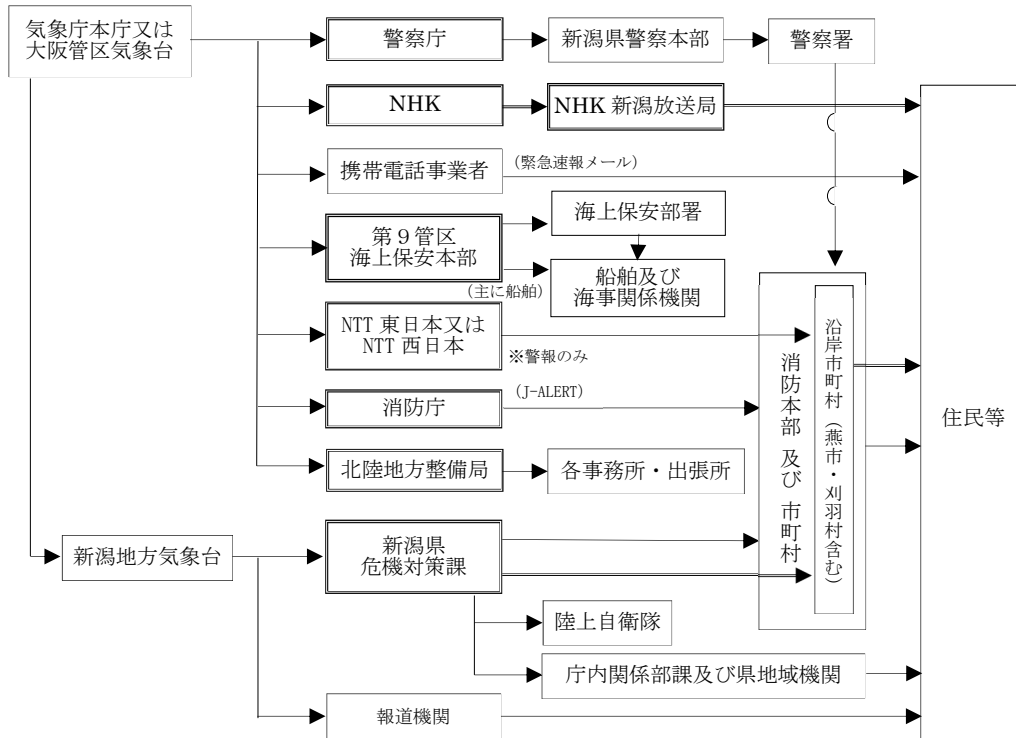 気象庁本庁又は
大阪管区気象台
警察庁
新潟県警察本部
警察署
NHK
NHK 新潟放送局
携帯電話事業者
(緊急速報メール)
第９管区
海上保安本部
(主に船舶)
海上保安部署
船舶及び
海事関係機関
NTT 東日本又は
NTT 西日本
※警報のみ
消防庁
(J-ALERT)
北陸地方整備局
各事務所・出張所
消防本部 及び 市町村
沿岸市町村（燕市・刈羽村含む）
住民等
新潟地方気象台
新潟県
危機対策課
陸上自衛隊
庁内関係部課及び県地域機関
報道機関